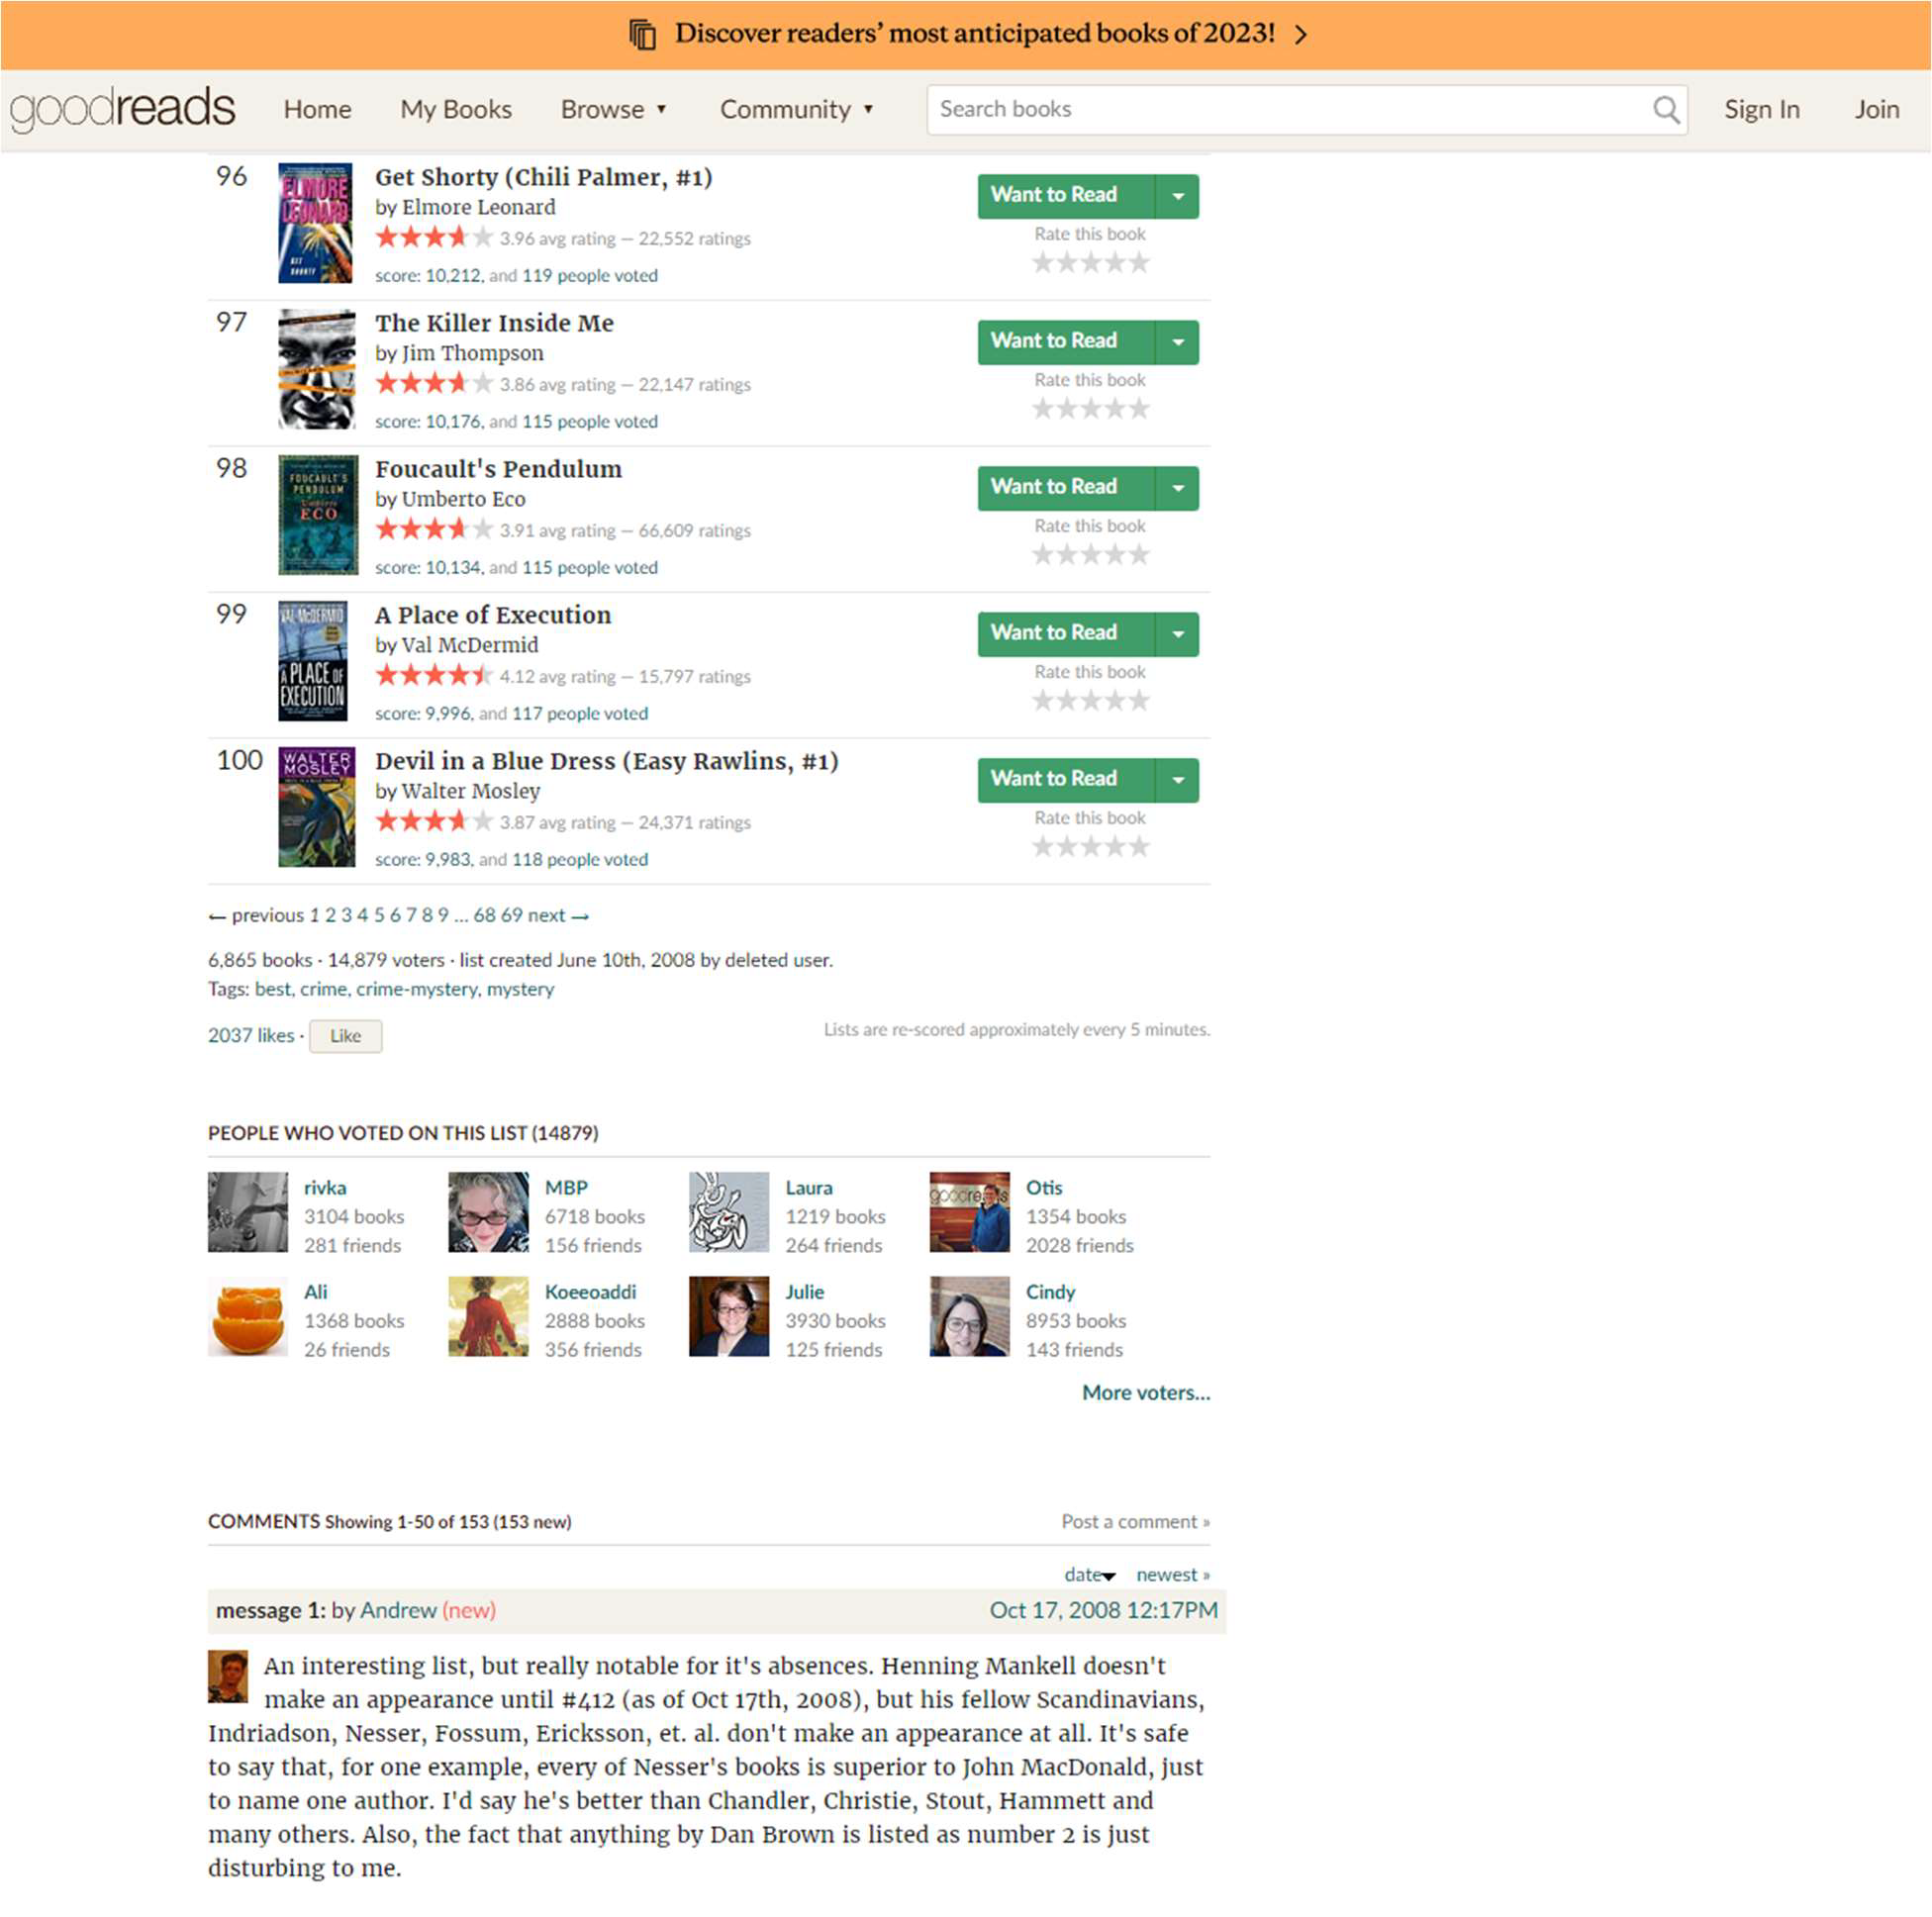 Discover readers’ most anticipated books of 2023!
goodreads Home My Books Browse ▼ Community ▼ Search books Sign In Join
96
ELMORE LEONARD
GET SHORTY
Get Shorty (Chili Palmer, #1)
by Elmore Leonard
3.96 avg rating — 22,552 ratings
score: 10,212, and 119 people voted
Want to Read
Rate this book
97
The Killer Inside Me
by Jim Thompson
3.86 avg rating — 22,147 ratings
score: 10,176, and 115 people voted
Want to Read
Rate this book
98
FOUCAULT'S
PENDULUM
ECO
Foucault's Pendulum
by Umberto Eco
3.91 avg rating — 66,609 ratings
score: 10,134, and 115 people voted
Want to Read
Rate this book
99
VAL McDERMID
A PLACE OF
EXECUTION
A Place of Execution
by Val McDermid
4.12 avg rating — 15,797 ratings
score: 9,996, and 117 people voted
Want to Read
Rate this book
100
WALTER
MOSLEY
Devil in a Blue Dress (Easy Rawlins, #1)
by Walter Mosley
3.87 avg rating — 24,371 ratings
score: 9,983, and 118 people voted
Want to Read
Rate this book
← previous 1 2 3 4 5 6 7 8 9 ... 68 69 next →
6,865 books · 14,879 voters · list created June 10th, 2008 by deleted user.
Tags: best, crime, crime-mystery, mystery
2037 likes · Like
Lists are re-scored approximately every 5 minutes.
PEOPLE WHO VOTED ON THIS LIST (14879)
rivka
3104 books
281 friends
MBP
6718 books
156 friends
Laura
1219 books
264 friends
goodreads
Otis
1354 books
2028 friends
Ali
1368 books
26 friends
Koeeoaddi
2888 books
356 friends
Julie
3930 books
125 friends
Cindy
8953 books
143 friends
More voters...
COMMENTS Showing 1-50 of 153 (153 new)
Post a comment »
date newest »
message 1: by Andrew (new)
Oct 17, 2008 12:17PM
An interesting list, but really notable for it's absences. Henning Mankell doesn't
make an appearance until #412 (as of Oct 17th, 2008), but his fellow Scandinavians,
Indriadson, Nesser, Fossum, Ericksson, et. al. don't make an appearance at all. It's safe
to say that, for one example, every of Nesser's books is superior to John MacDonald, just
to name one author. I'd say he's better than Chandler, Christie, Stout, Hammett and
many others. Also, the fact that anything by Dan Brown is listed as number 2 is just
disturbing to me.